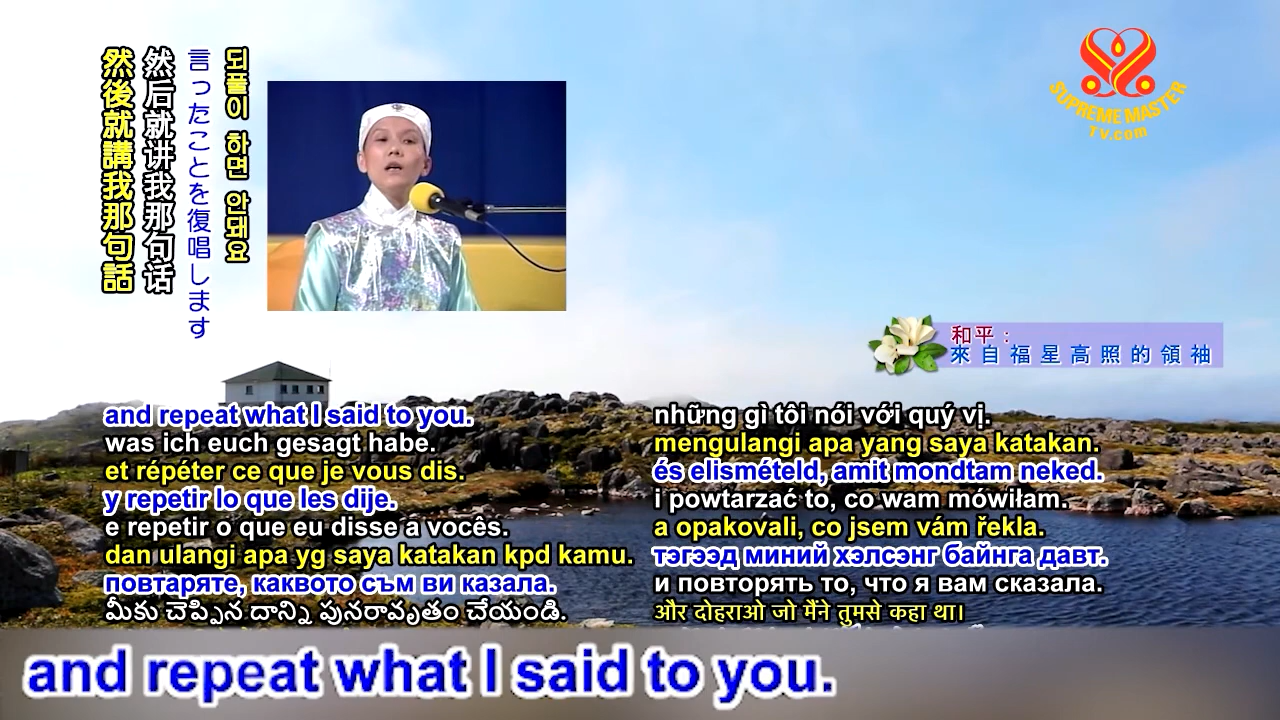 然後就講我那句話
然后就讲我那句话
言ったことを復唱します
되풀이 하면 안돼요
SUPREME MASTER
TV.com
和平：
來自福星高照的領袖
and repeat what I said to you.
was ich euch gesagt habe.
et répéter ce que je vous dis.
y repetir lo que les dije.
e repetir o que eu disse a vocês.
dan ulangi apa yg saya katakan kpd kamu.
повтаряте, каквото съм ви казала.
మీకు చెప్పిన దాన్ని పునరావృతం చేయండి.
những gì tôi nói với quý vị.
mengulangi apa yang saya katakan.
és elismételd, amit mondtam neked.
i powtarzać to, co wam mówiłam.
a opakovali, co jsem vám řekla.
тэгээд миний хэлсэнг байнга давт.
и повторять то, что я вам сказала.
और दोहराओ जो मैंने तुमसे कहा था।
and repeat what I said to you.